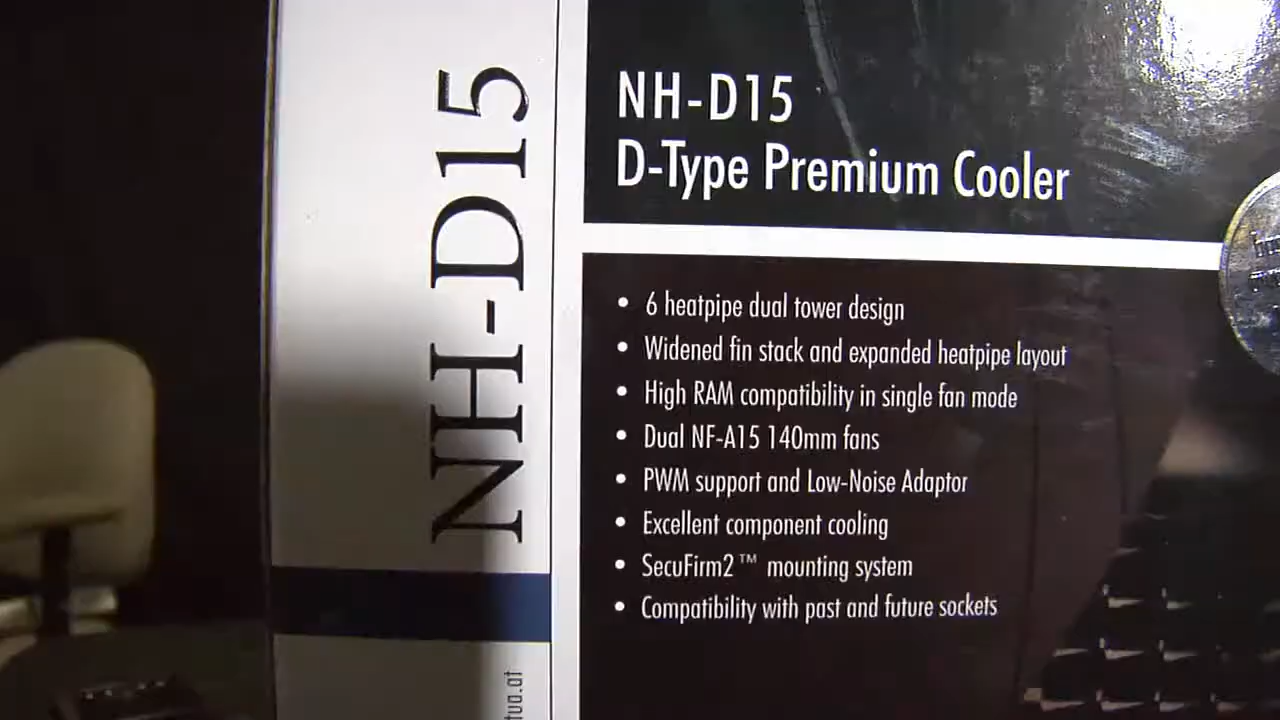 NH-D15
NH-D15
D-Type Premium Cooler
• 6 heatpipe dual tower design
• Widened fin stack and expanded heatpipe layout
• High RAM compatibility in single fan mode
• Dual NF-A15 140mm fans
• PWM support and Low-Noise Adaptor
• Excellent component cooling
• SecuFirm2™ mounting system
• Compatibility with past and future sockets
tua.at